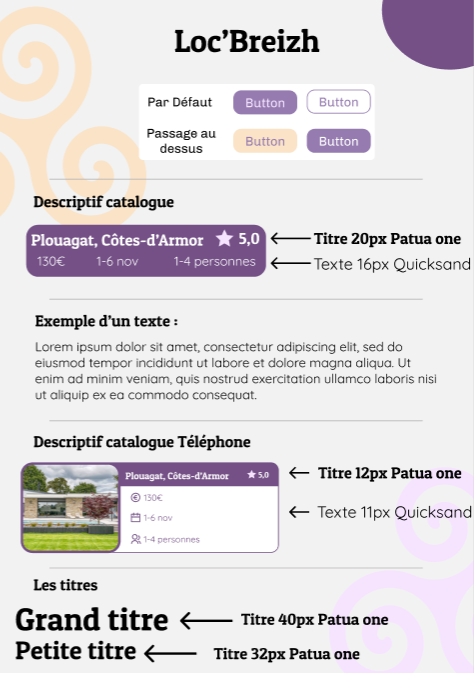 Loc'Breizh
Par Défaut Button Button
Passage au
dessus
Button Button
Descriptif catalogue
Plouagat, Côtes-d'Armor 5,0
Titre 20px Patua one
130€ 1-6 nov 1-4 personnes
Texte 16px Quicksand
Exemple d'un texte :
Lorem ipsum dolor sit amet, consectetur adipiscing elit, sed do
eiusmod tempor incididunt ut labore et dolore magna aliqua. Ut
enim ad minim veniam, quis nostrud exercitation ullamco laboris nisi
ut aliquip ex ea commodo consequat.
Descriptif catalogue Téléphone
Plouagat, Côtes-d'Armor 5,0
Titre 12px Patua one
130€
1-6 nov
Texte 11px Quicksand
1-4 personnes
Les titres
Grand titre
Titre 40px Patua one
Petite titre
Titre 32px Patua one